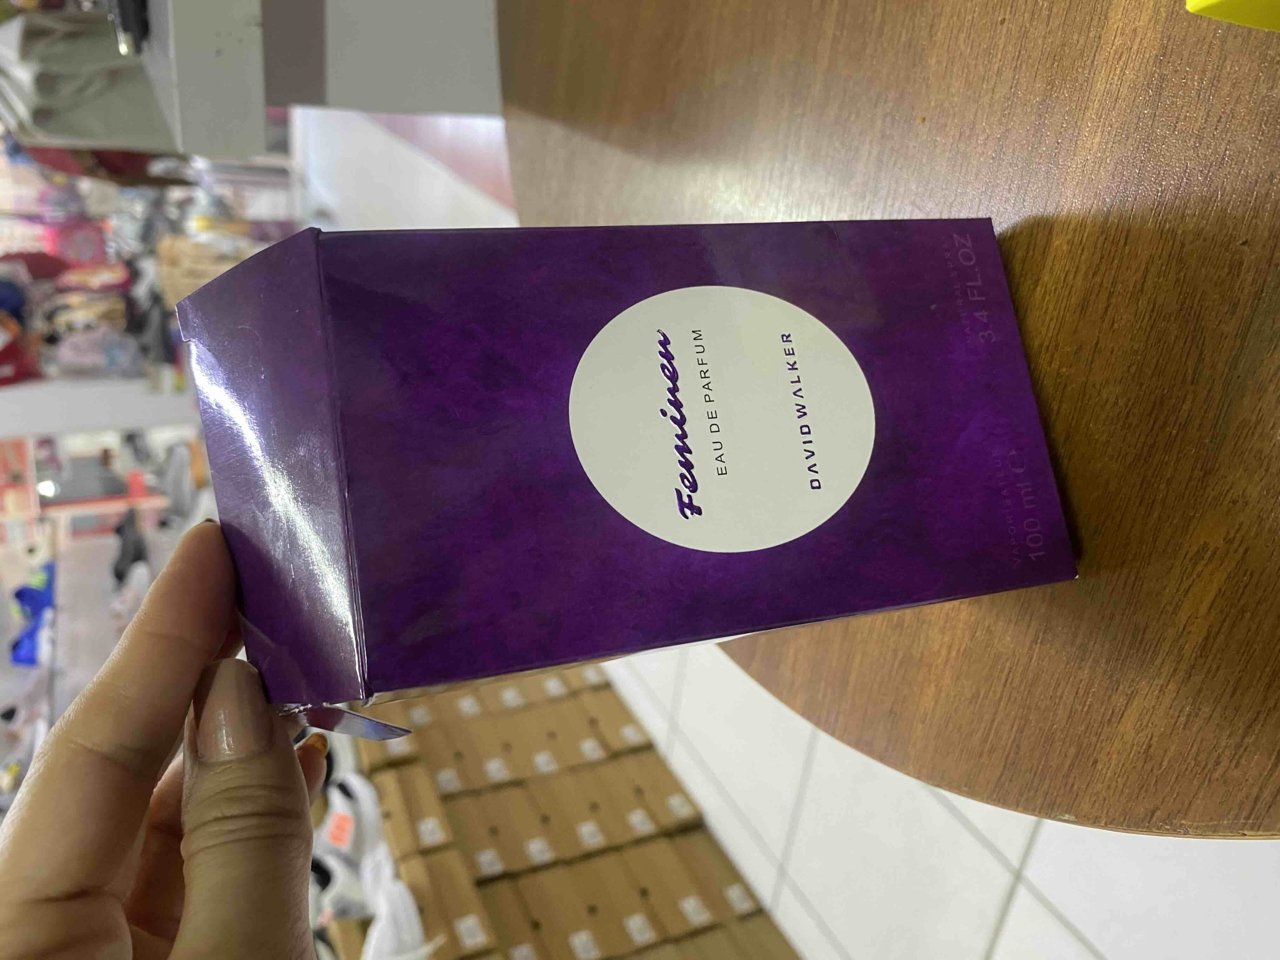 Feminen
EAU DE PARFUM
DAVIDWALKER
100 ml 3.4 FL.OZ